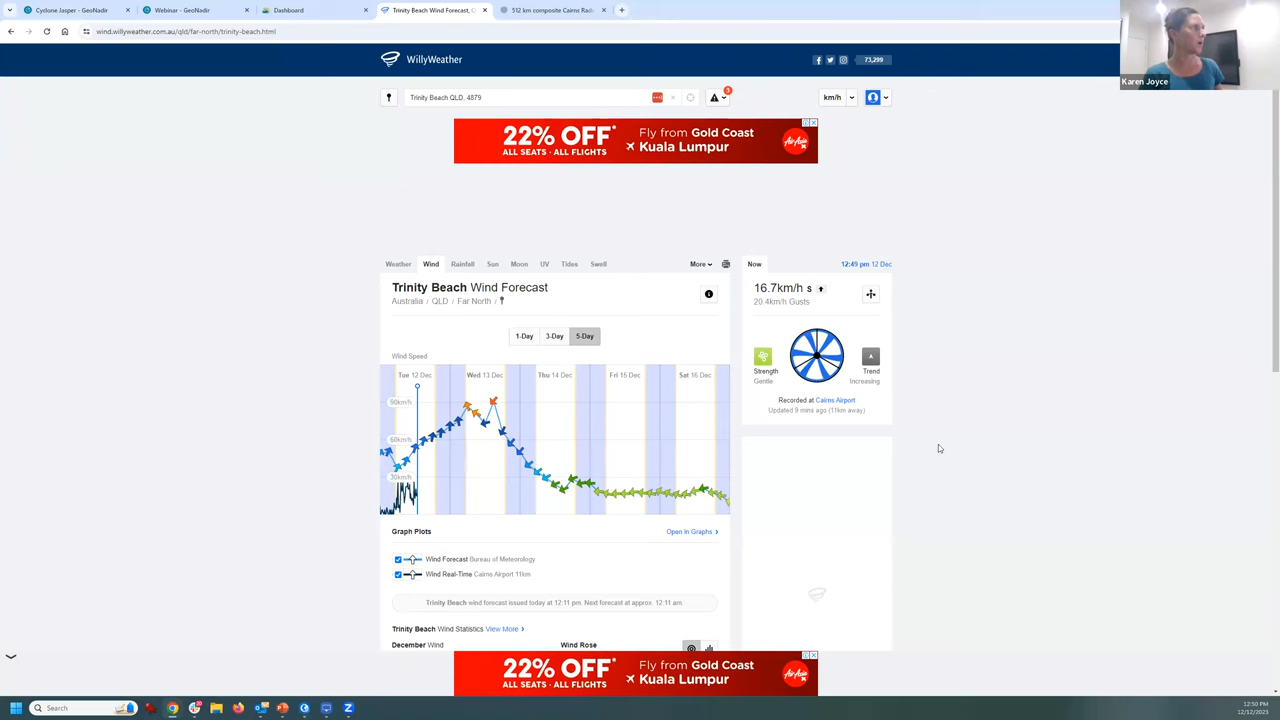 Cyclone Jasper - GeoNadir
Webinar - GeoNadir
Dashboard
Trinity Beach Wind Forecast, C
512 km composite Cairns Rada
wind.willyweather.com.au/qld/far-north/trinity-beach.html
Karen Joyce
WillyWeather
73,299
Trinity Beach QLD, 4879
3
km/h
22% OFF*
ALL SEATS · ALL FLIGHTS
Fly from Gold Coast
Kuala Lumpur
AirAsia
Weather Wind Rainfall Sun Moon UV Tides Swell More
Now 12:49 pm 12 Dec
Trinity Beach Wind Forecast
Australia / QLD / Far North /
16.7km/h S
20.4km/h Gusts
1-Day 3-Day 5-Day
Wind Speed
Strength
Gentle
Trend
Increasing
Tue 12 Dec Wed 13 Dec Thu 14 Dec Fri 15 Dec Sat 16 Dec
90km/h
60km/h
30km/h
Recorded at Cairns Airport
Updated 9 mins ago (11km away)
Graph Plots Open in Graphs
Wind Forecast Bureau of Meteorology
Wind Real-Time Cairns Airport 11km
Trinity Beach wind forecast issued today at 12:11 pm. Next forecast at approx. 12:11 am.
Trinity Beach Wind Statistics View More
December Wind Wind Rose
22% OFF*
ALL SEATS · ALL FLIGHTS
Fly from Gold Coast
Kuala Lumpur
AirAsia
Search
12:50 PM
12/12/2023